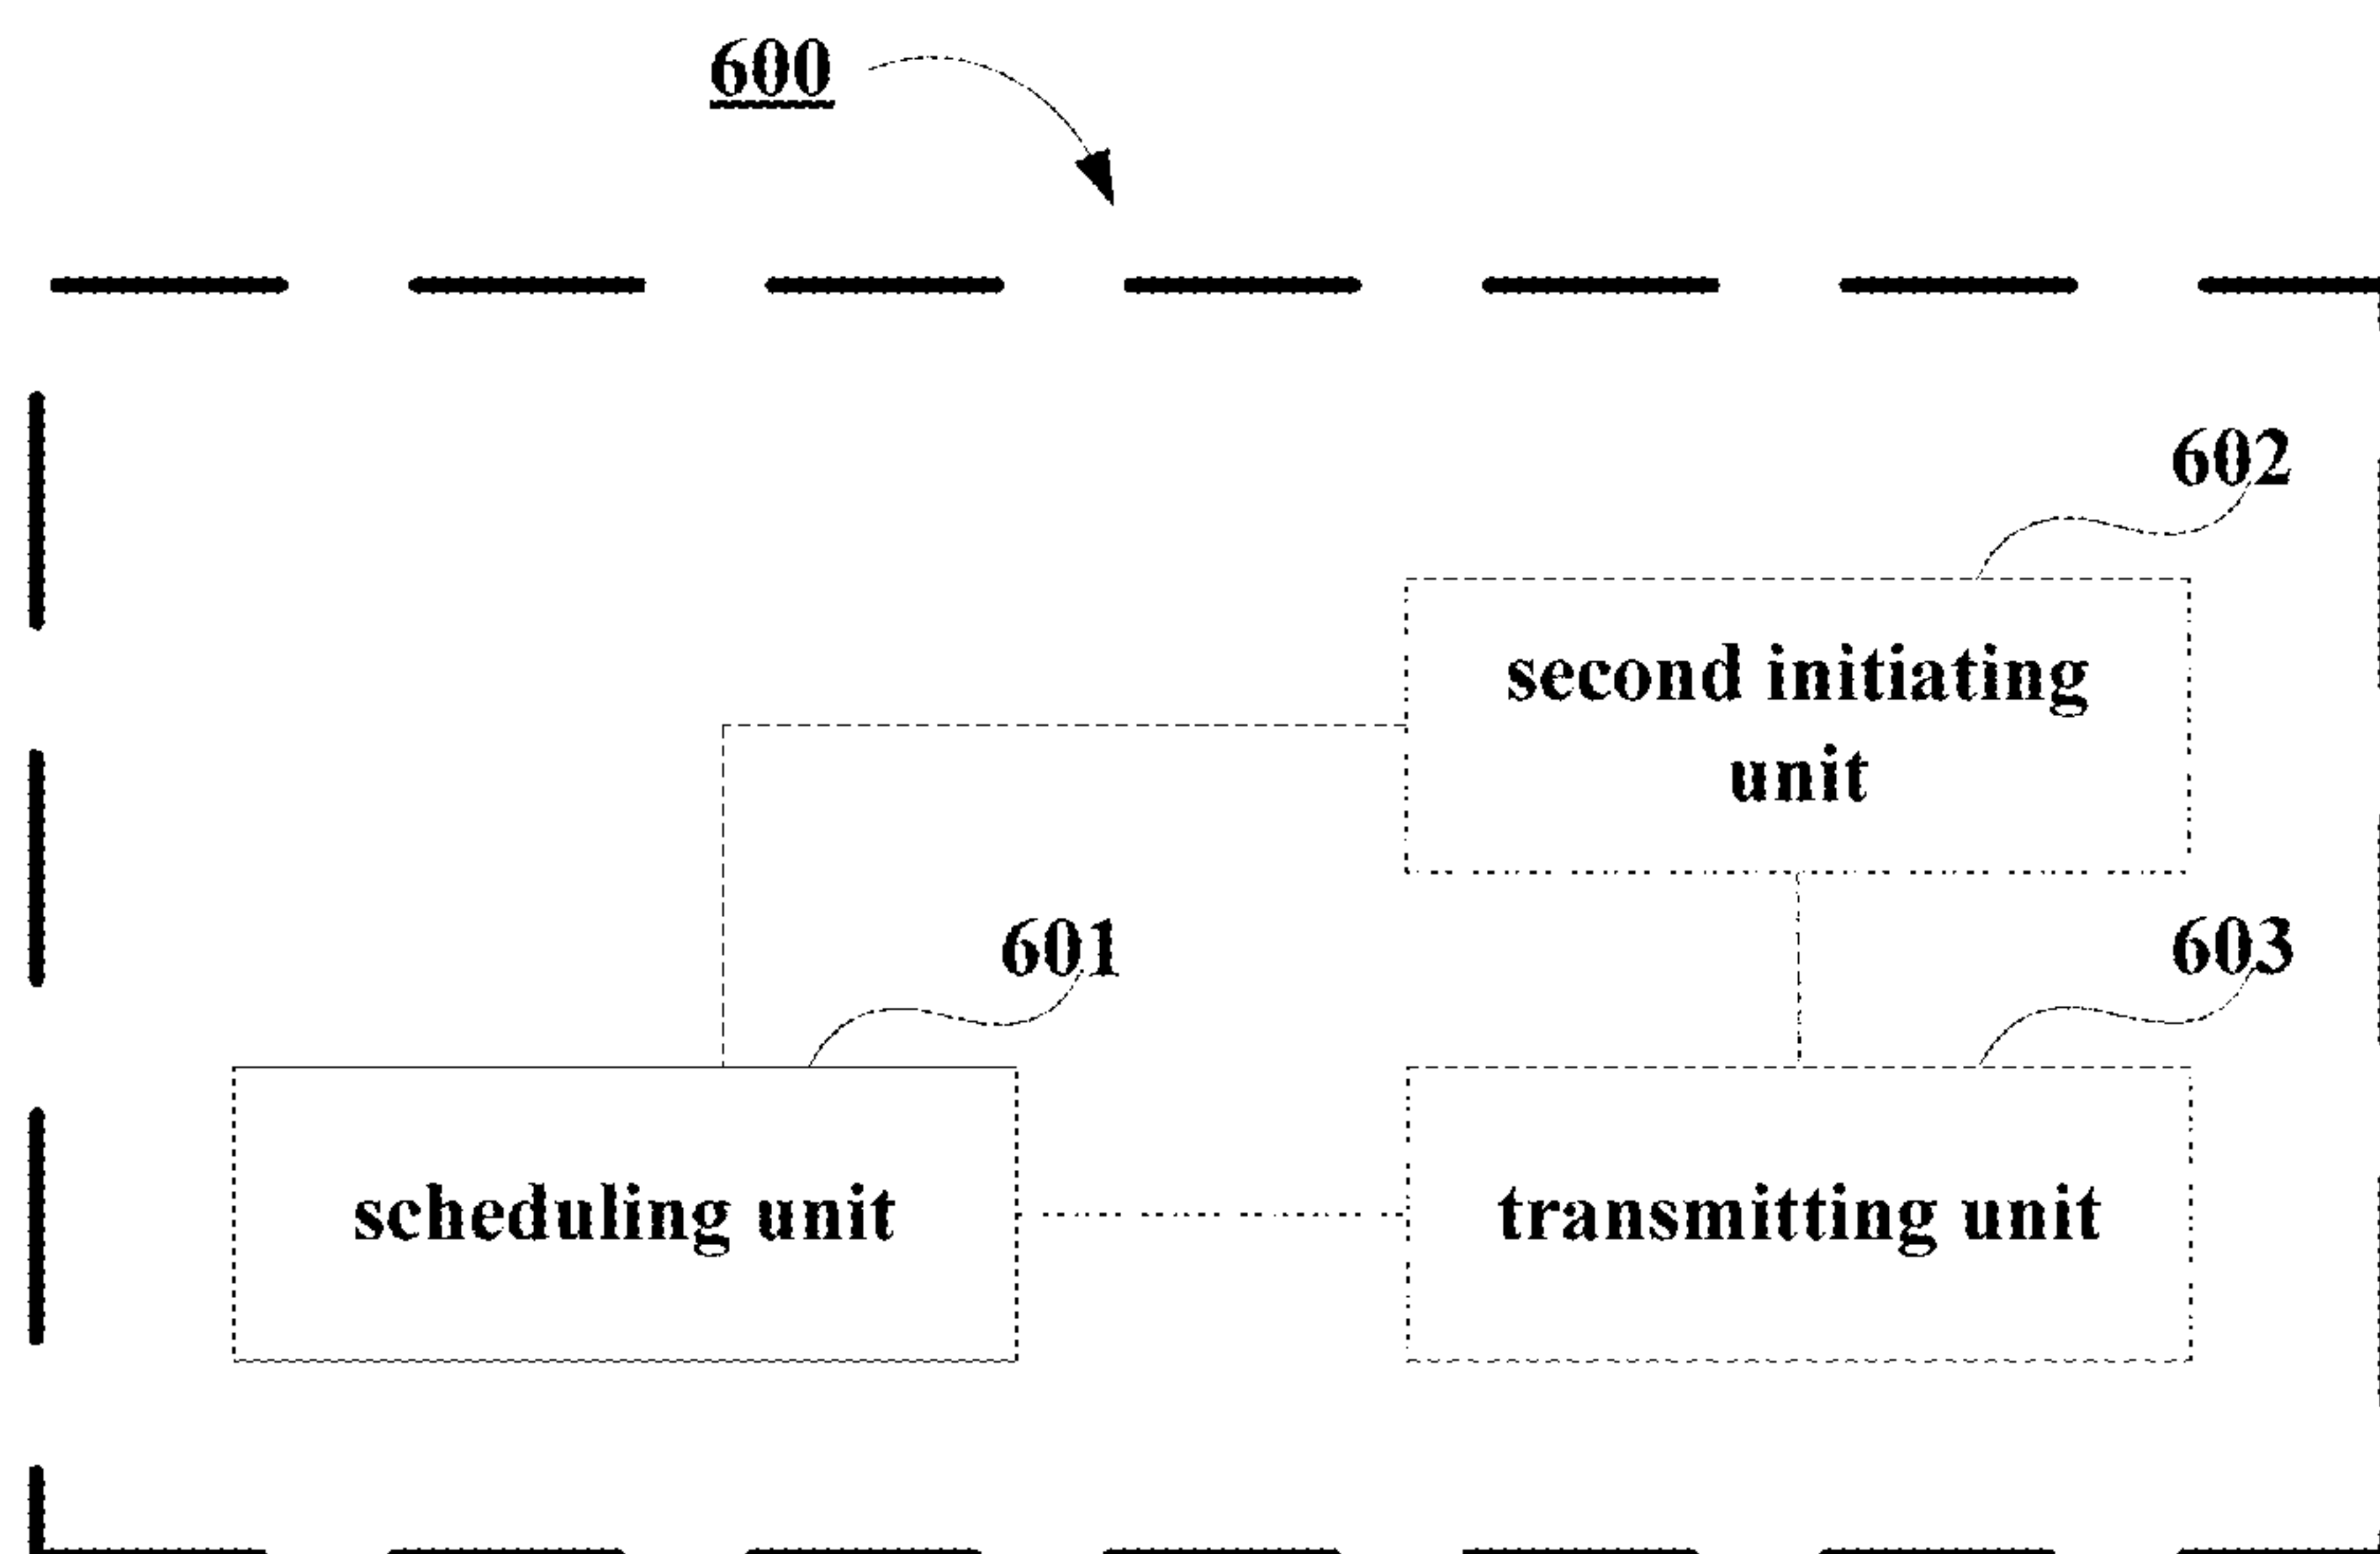 600
602
second initiating
unit
601
603
scheduling unit
transmitting unit